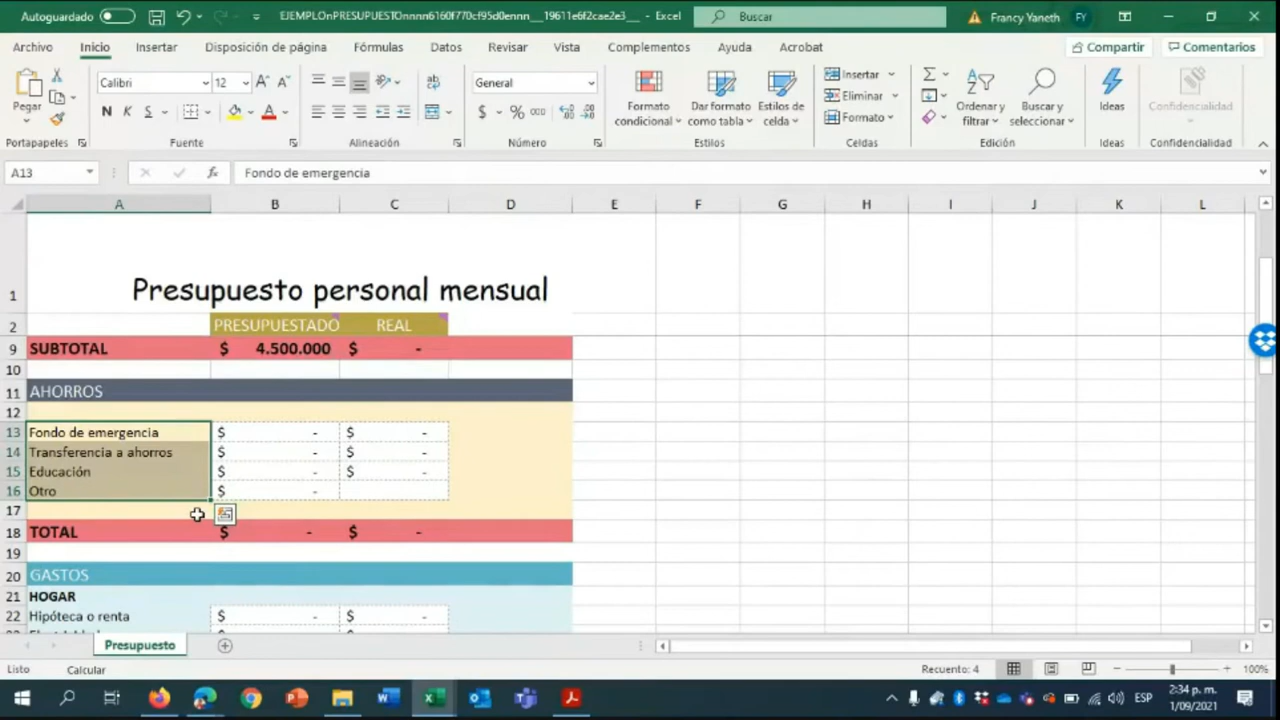 Autoguardado
EJEMPLOnPRESUPUESTOnnnn6160f770cf95d0ennn__19611e6f2cae2e3__ - Excel
Buscar
Francy Yaneth FY
Archivo Inicio Insertar Disposición de página Fórmulas Datos Revisar Vista Complementos Ayuda Acrobat Compartir Comentarios
Pegar
Calibri 12
N K S
General
$ % 000
Formato condicional
Dar formato como tabla
Estilos de celda
Insertar
Eliminar
Formato
Ordenar y filtrar
Buscar y seleccionar
Ideas
Confidencialidad
Portapapeles Fuente Alineación Número Estilos Celdas Edición Ideas Confidencialidad
A13 fx Fondo de emergencia
A B C D E F G H I J K L
1 Presupuesto personal mensual
2 PRESUPUESTADO REAL
9 SUBTOTAL $ 4.500.000 $ -
10
11 AHORROS
12
13 Fondo de emergencia $ - $ -
14 Transferencia a ahorros $ - $ -
15 Educación $ - $ -
16 Otro $ -
17
18 TOTAL $ - $ -
19
20 GASTOS
21 HOGAR
22 Hipóteca o renta $ - $ -
Presupuesto
Listo Calcular Recuento: 4 100%
ESP
2:34 p. m.
1/09/2021